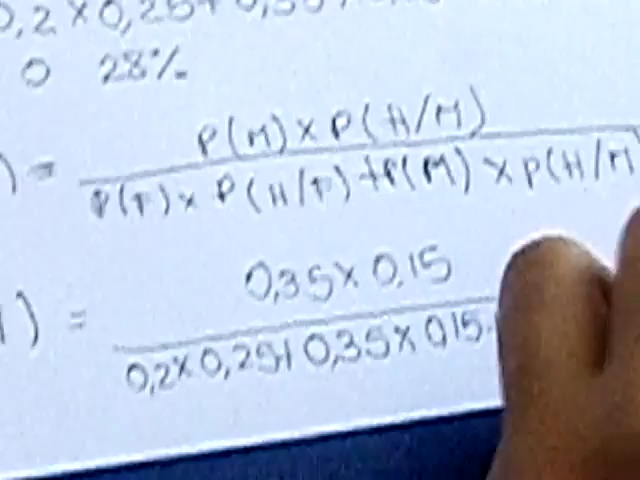 0,2×0,25+0,35
0 28%
) = P(M)×P(H/M)
P(T)× P(H/T)+P(M) ×P(H/M
) = 0,35×0,15
0,2×0,25+0,35×0,15